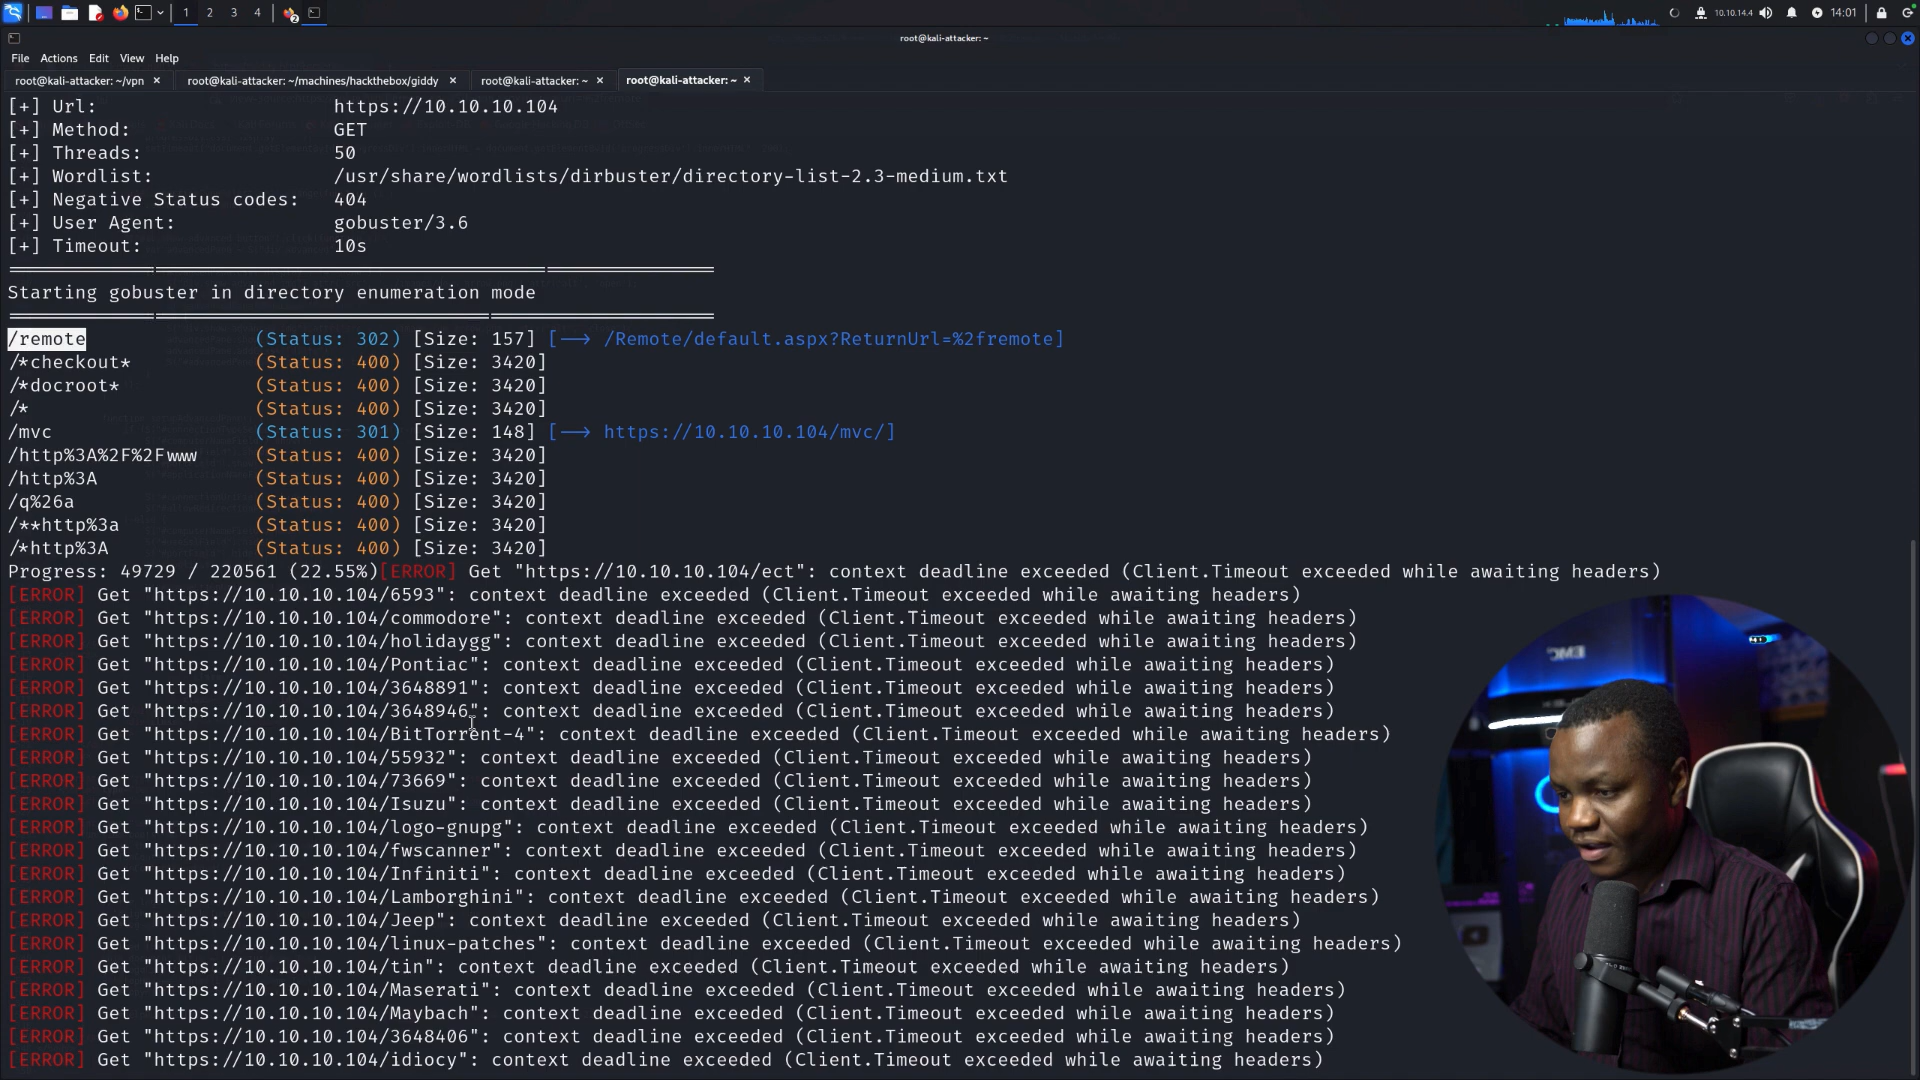 1 2 3 4
2
10.10.14.4
14:01
root@kali-attacker: ~
File Actions Edit View Help
root@kali-attacker: ~/vpn × root@kali-attacker: ~/machines/hackthebox/giddy × root@kali-attacker: ~ × root@kali-attacker: ~ ×
[+] Url: https://10.10.10.104
[+] Method: GET
[+] Threads: 50
[+] Wordlist: /usr/share/wordlists/dirbuster/directory-list-2.3-medium.txt
[+] Negative Status codes: 404
[+] User Agent: gobuster/3.6
[+] Timeout: 10s
Starting gobuster in directory enumeration mode
/remote (Status: 302) [Size: 157] [--> /Remote/default.aspx?ReturnUrl=%2fremote]
/*checkout* (Status: 400) [Size: 3420]
/*docroot* (Status: 400) [Size: 3420]
/* (Status: 400) [Size: 3420]
/mvc (Status: 301) [Size: 148] [--> https://10.10.10.104/mvc/]
/http%3A%2F%2Fwww (Status: 400) [Size: 3420]
/http%3A (Status: 400) [Size: 3420]
/q%26a (Status: 400) [Size: 3420]
/**http%3a (Status: 400) [Size: 3420]
/*http%3A (Status: 400) [Size: 3420]
Progress: 49729 / 220561 (22.55%)[ERROR] Get "https://10.10.10.104/ect": context deadline exceeded (Client.Timeout exceeded while awaiting headers)
[ERROR] Get "https://10.10.10.104/6593": context deadline exceeded (Client.Timeout exceeded while awaiting headers)
[ERROR] Get "https://10.10.10.104/commodore": context deadline exceeded (Client.Timeout exceeded while awaiting headers)
[ERROR] Get "https://10.10.10.104/holidaygg": context deadline exceeded (Client.Timeout exceeded while awaiting headers)
[ERROR] Get "https://10.10.10.104/Pontiac": context deadline exceeded (Client.Timeout exceeded while awaiting headers)
[ERROR] Get "https://10.10.10.104/3648891": context deadline exceeded (Client.Timeout exceeded while awaiting headers)
[ERROR] Get "https://10.10.10.104/3648946": context deadline exceeded (Client.Timeout exceeded while awaiting headers)
[ERROR] Get "https://10.10.10.104/BitTorrent-4": context deadline exceeded (Client.Timeout exceeded while awaiting headers)
[ERROR] Get "https://10.10.10.104/55932": context deadline exceeded (Client.Timeout exceeded while awaiting headers)
[ERROR] Get "https://10.10.10.104/73669": context deadline exceeded (Client.Timeout exceeded while awaiting headers)
[ERROR] Get "https://10.10.10.104/Isuzu": context deadline exceeded (Client.Timeout exceeded while awaiting headers)
[ERROR] Get "https://10.10.10.104/logo-gnupg": context deadline exceeded (Client.Timeout exceeded while awaiting headers)
[ERROR] Get "https://10.10.10.104/fwscanner": context deadline exceeded (Client.Timeout exceeded while awaiting headers)
[ERROR] Get "https://10.10.10.104/Infiniti": context deadline exceeded (Client.Timeout exceeded while awaiting headers)
[ERROR] Get "https://10.10.10.104/Lamborghini": context deadline exceeded (Client.Timeout exceeded while awaiting headers)
[ERROR] Get "https://10.10.10.104/Jeep": context deadline exceeded (Client.Timeout exceeded while awaiting headers)
[ERROR] Get "https://10.10.10.104/linux-patches": context deadline exceeded (Client.Timeout exceeded while awaiting headers)
[ERROR] Get "https://10.10.10.104/tin": context deadline exceeded (Client.Timeout exceeded while awaiting headers)
[ERROR] Get "https://10.10.10.104/Maserati": context deadline exceeded (Client.Timeout exceeded while awaiting headers)
[ERROR] Get "https://10.10.10.104/Maybach": context deadline exceeded (Client.Timeout exceeded while awaiting headers)
[ERROR] Get "https://10.10.10.104/3648406": context deadline exceeded (Client.Timeout exceeded while awaiting headers)
[ERROR] Get "https://10.10.10.104/idiocy": context deadline exceeded (Client.Timeout exceeded while awaiting headers)